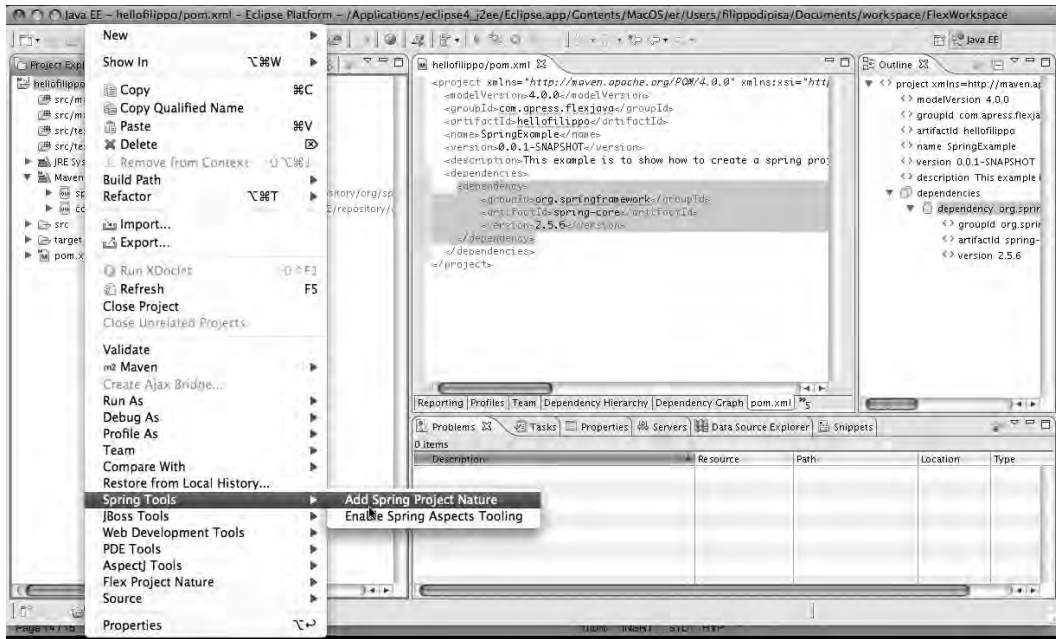 Java EE – hellofilippo/pom.xml – Eclipse Platform – /Applications/eclipse4_j2ee/Eclipse.app/Contents/MacOS/er/Users/filippodipisa/Documents/workspace/FlexWorkspace
Java EE
Project Expl
hellofilippo
src/m
src/m
src/te
src/te
JRE Sys
Maven
sp
co
src
target
pom.x
New
Show In ⌥⌘W
Copy ⌘C
Copy Qualified Name
Paste ⌘V
Delete ⌦
Remove from Context
Build Path
Refactor ⌥⌘T
Import...
Export...
Run XDoclet
Refresh F5
Close Project
Close Unrelated Projects
Validate
m2 Maven
Create Ajax Bridge...
Run As
Debug As
Profile As
Team
Compare With
Restore from Local History...
Spring Tools
JBoss Tools
Web Development Tools
PDE Tools
AspectJ Tools
Flex Project Nature
Source
Properties
Add Spring Project Nature
Enable Spring Aspects Tooling
hellofilippo/pom.xml
<project xmlns="http://maven.apache.org/POM/4.0.0" xmlns:xsi="htt
<modelVersion>4.0.0</modelVersion>
<groupId>com.apress.flexjava</groupId>
<artifactId>hellofilippo</artifactId>
<name>SpringExample</name>
<version>0.0.1-SNAPSHOT</version>
<description>This example is to show how to create a spring proj
<dependencies>
<dependency>
<groupId>org.springframework</groupId>
<artifactId>spring-core</artifactId>
<version>2.5.6</version>
</dependency>
</dependencies>
</project>
Reporting Profiles Team Dependency Hierarchy Dependency Graph pom.xml »5
Outline
project xmlns=http://maven.ap
modelVersion 4.0.0
groupId com.apress.flexja
artifactId hellofilippo
name SpringExample
version 0.0.1-SNAPSHOT
description This example i
dependencies
dependency org.sprin
groupId org.sprin
artifactId spring-
version 2.5.6
Problems Tasks Properties Servers Data Source Explorer Snippets
0 items
Description Resource Path Location Type